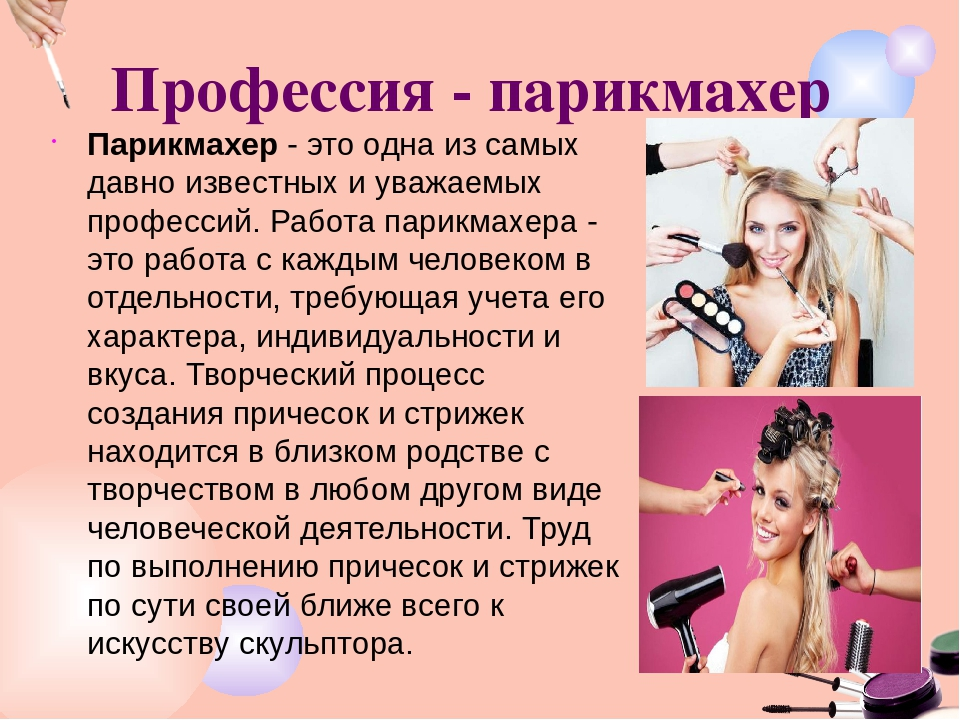 Профессия - парикмахер
Парикмахер - это одна из самых
давно известных и уважаемых
профессий. Работа парикмахера -
это работа с каждым человеком в
отдельности, требующая учета его
характера, индивидуальности и
вкуса. Творческий процесс
создания причесок и стрижек
находится в близком родстве с
творчеством в любом другом виде
человеческой деятельности. Труд
по выполнению причесок и стрижек
по сути своей ближе всего к
искусству скульптора.